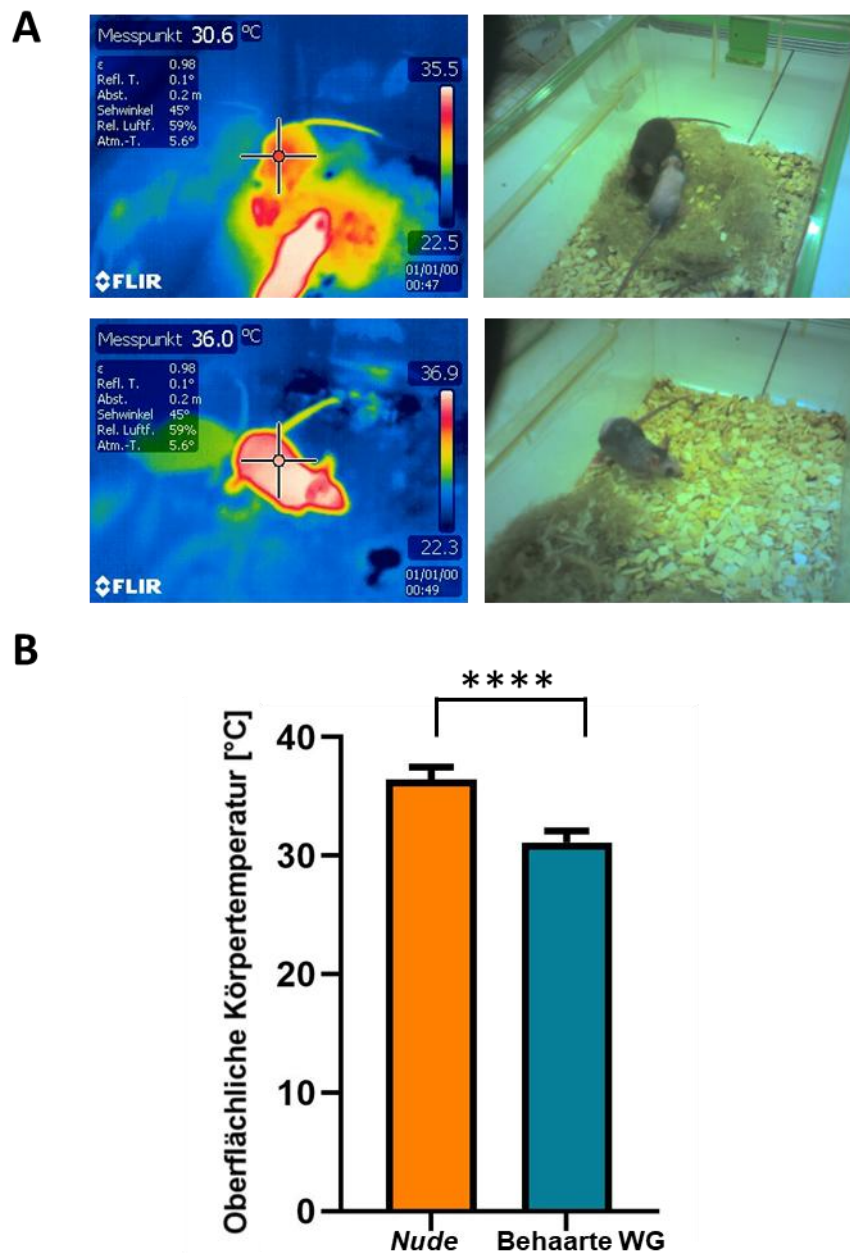 A
Messpunkt 30.6 °C
ε 0.98
Refl. T. 0.1°
Abst. 0.2 m
Sehwinkel 45°
Rel. Luftf. 59%
Atm.-T. 5.6°
35.5
22.5
01/01/00
00:47
FLIR
Messpunkt 36.0 °C
ε 0.98
Refl. T. 0.1°
Abst. 0.2 m
Sehwinkel 45°
Rel. Luftf. 59%
Atm.-T. 5.6°
36.9
22.3
01/01/00
00:49
FLIR
B
****
Oberflächliche Körpertemperatur [°C]
40
30
20
10
0
Nude Behaarte WG